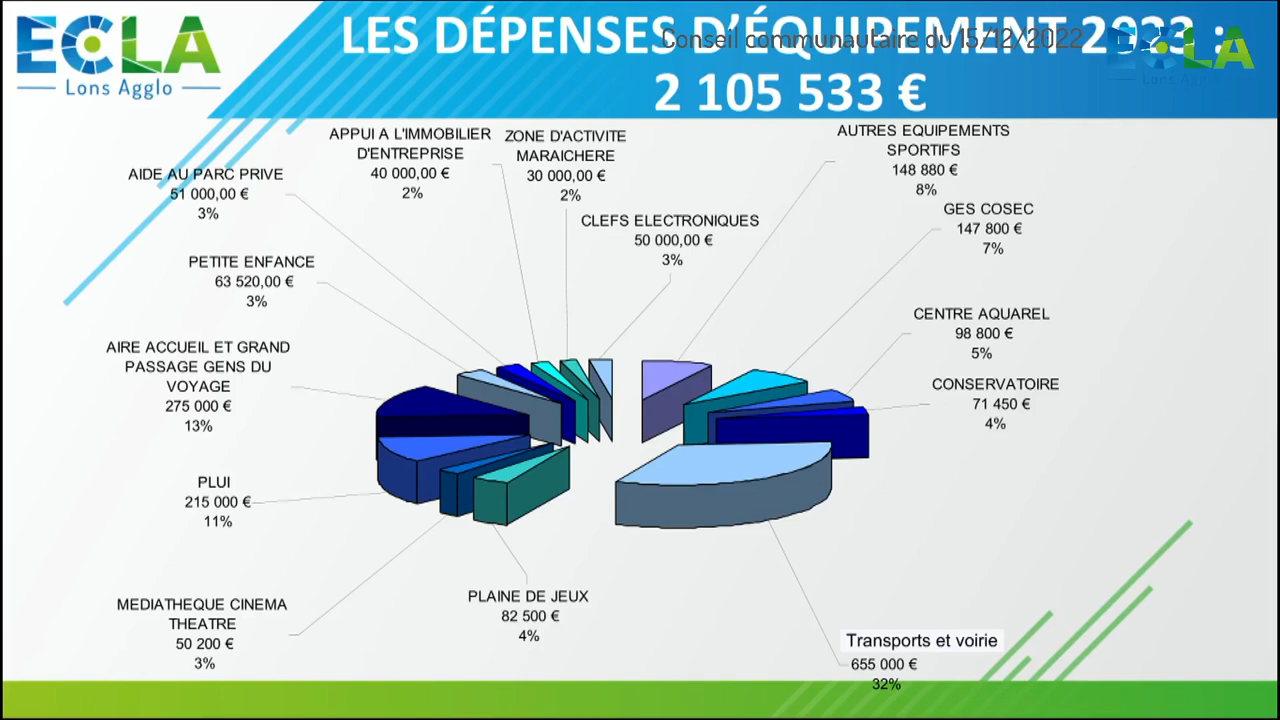 ECLA
Lons Agglo
LES DÉPENSES D'ÉQUIPEMENT 2023 :
2 105 533 €
Conseil communautaire du 15/12/2022
ECLA
Lons Agglo
APPUI A L'IMMOBILIER
D'ENTREPRISE
40 000,00 €
2%
ZONE D'ACTIVITE
MARAICHERE
30 000,00 €
2%
AUTRES EQUIPEMENTS
SPORTIFS
148 880 €
8%
AIDE AU PARC PRIVE
51 000,00 €
3%
CLEFS ELECTRONIQUES
50 000,00 €
3%
GES COSEC
147 800 €
7%
PETITE ENFANCE
63 520,00 €
3%
CENTRE AQUAREL
98 800 €
5%
AIRE ACCUEIL ET GRAND
PASSAGE GENS DU
VOYAGE
275 000 €
13%
CONSERVATOIRE
71 450 €
4%
PLUI
215 000 €
11%
MEDIATHEQUE CINEMA
THEATRE
50 200 €
3%
PLAINE DE JEUX
82 500 €
4%
Transports et voirie
655 000 €
32%